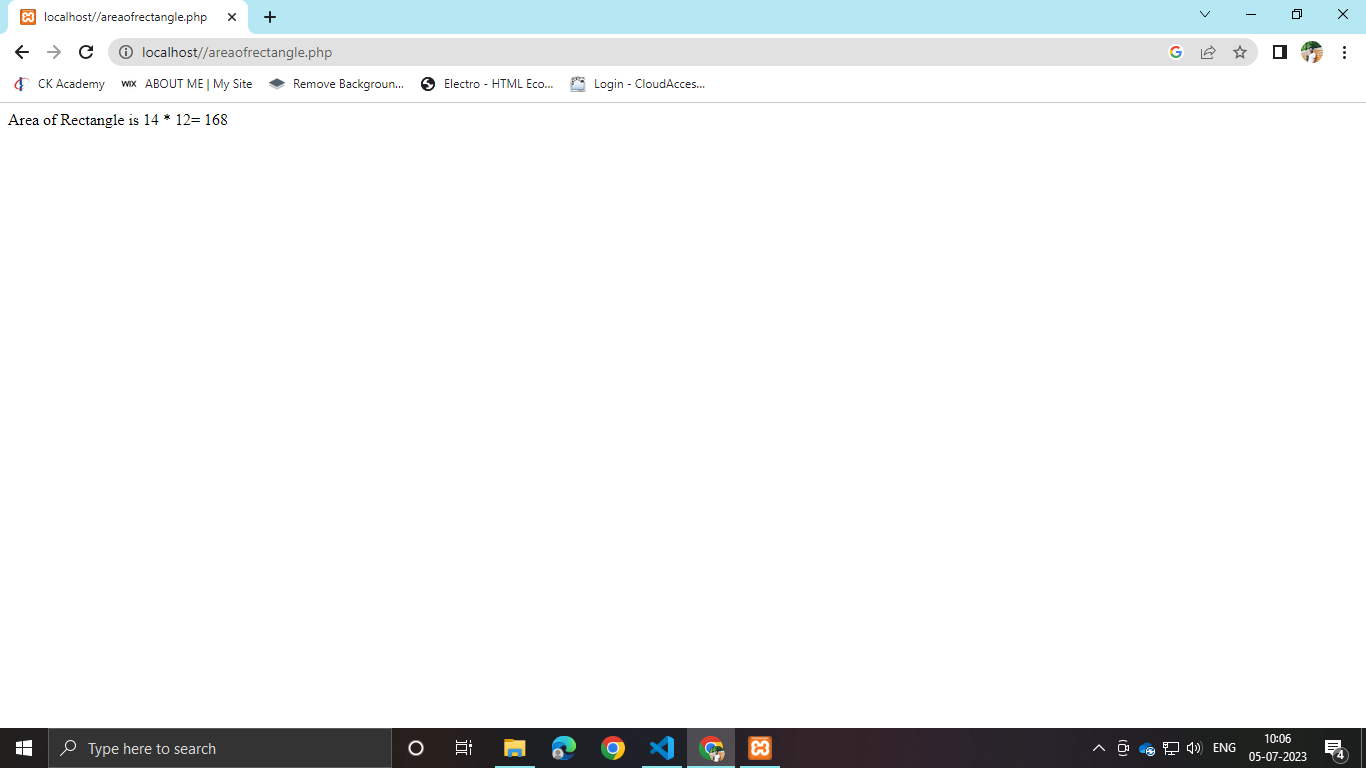 localhost//areaofrectangle.php
localhost//areaofrectangle.php
CK Academy WIX ABOUT ME | My Site Remove Backgroun... Electro - HTML Eco... Login - CloudAcces...
Area of Rectangle is 14 * 12= 168
Type here to search
ENG
10:06
05-07-2023
4